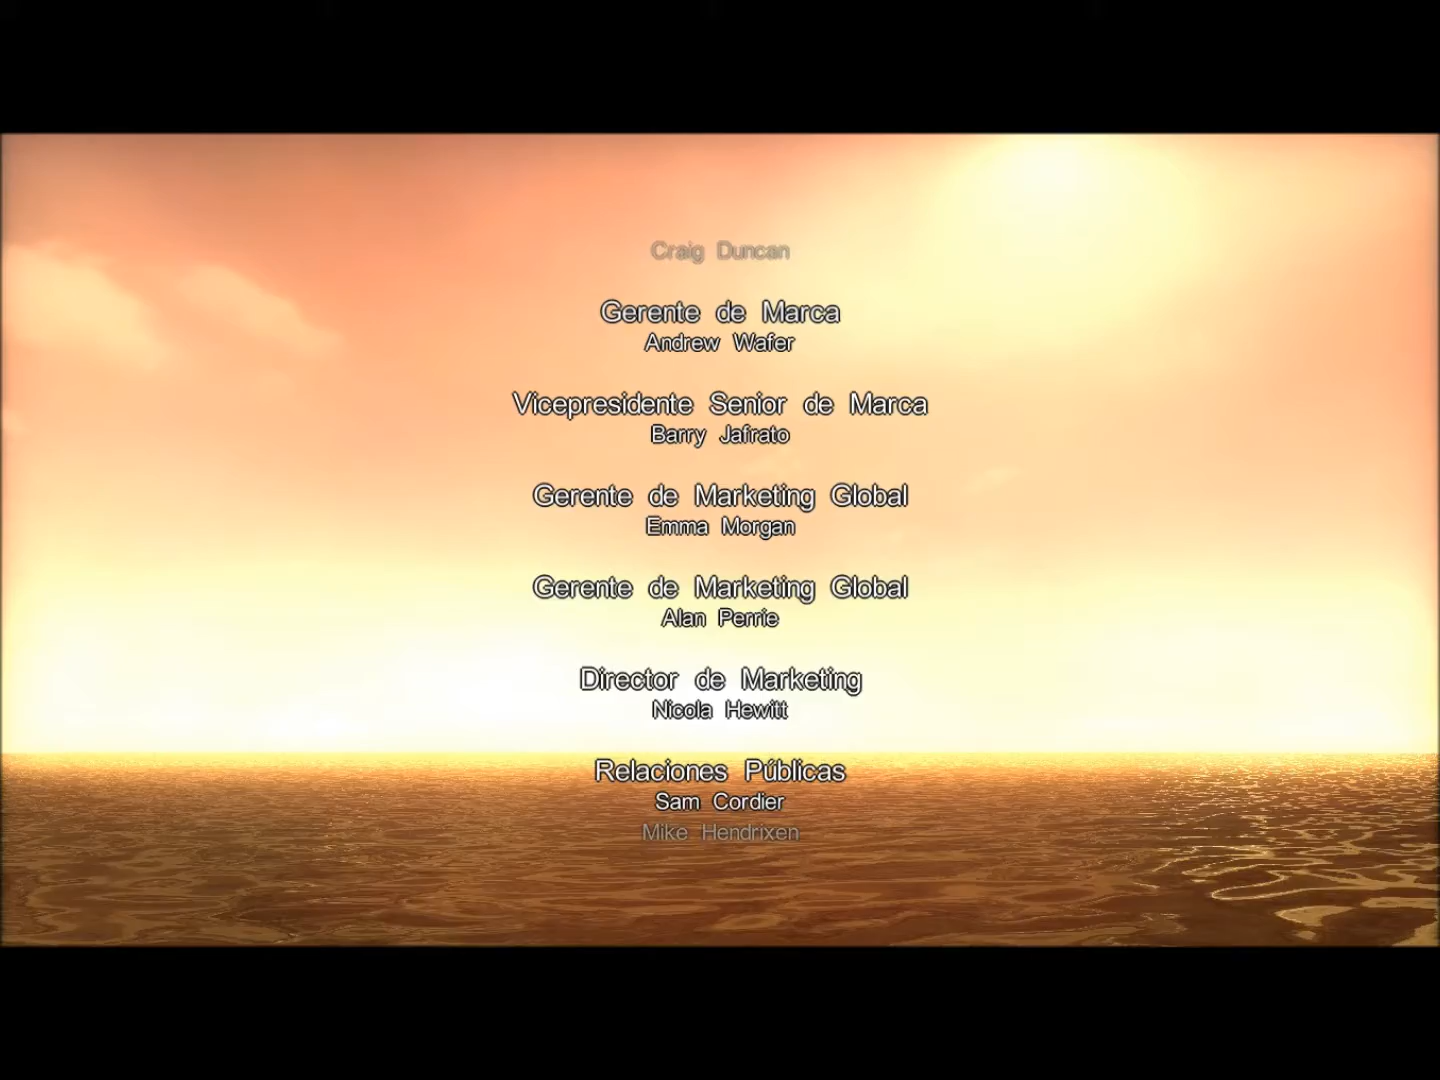 Craig Duncan
Gerente de Marca
Andrew Wafer
Vicepresidente Senior de Marca
Barry Jafrato
Gerente de Marketing Global
Emma Morgan
Gerente de Marketing Global
Alan Perrie
Director de Marketing
Nicola Hewitt
Relaciones Públicas
Sam Cordier
Mike Hendrixen